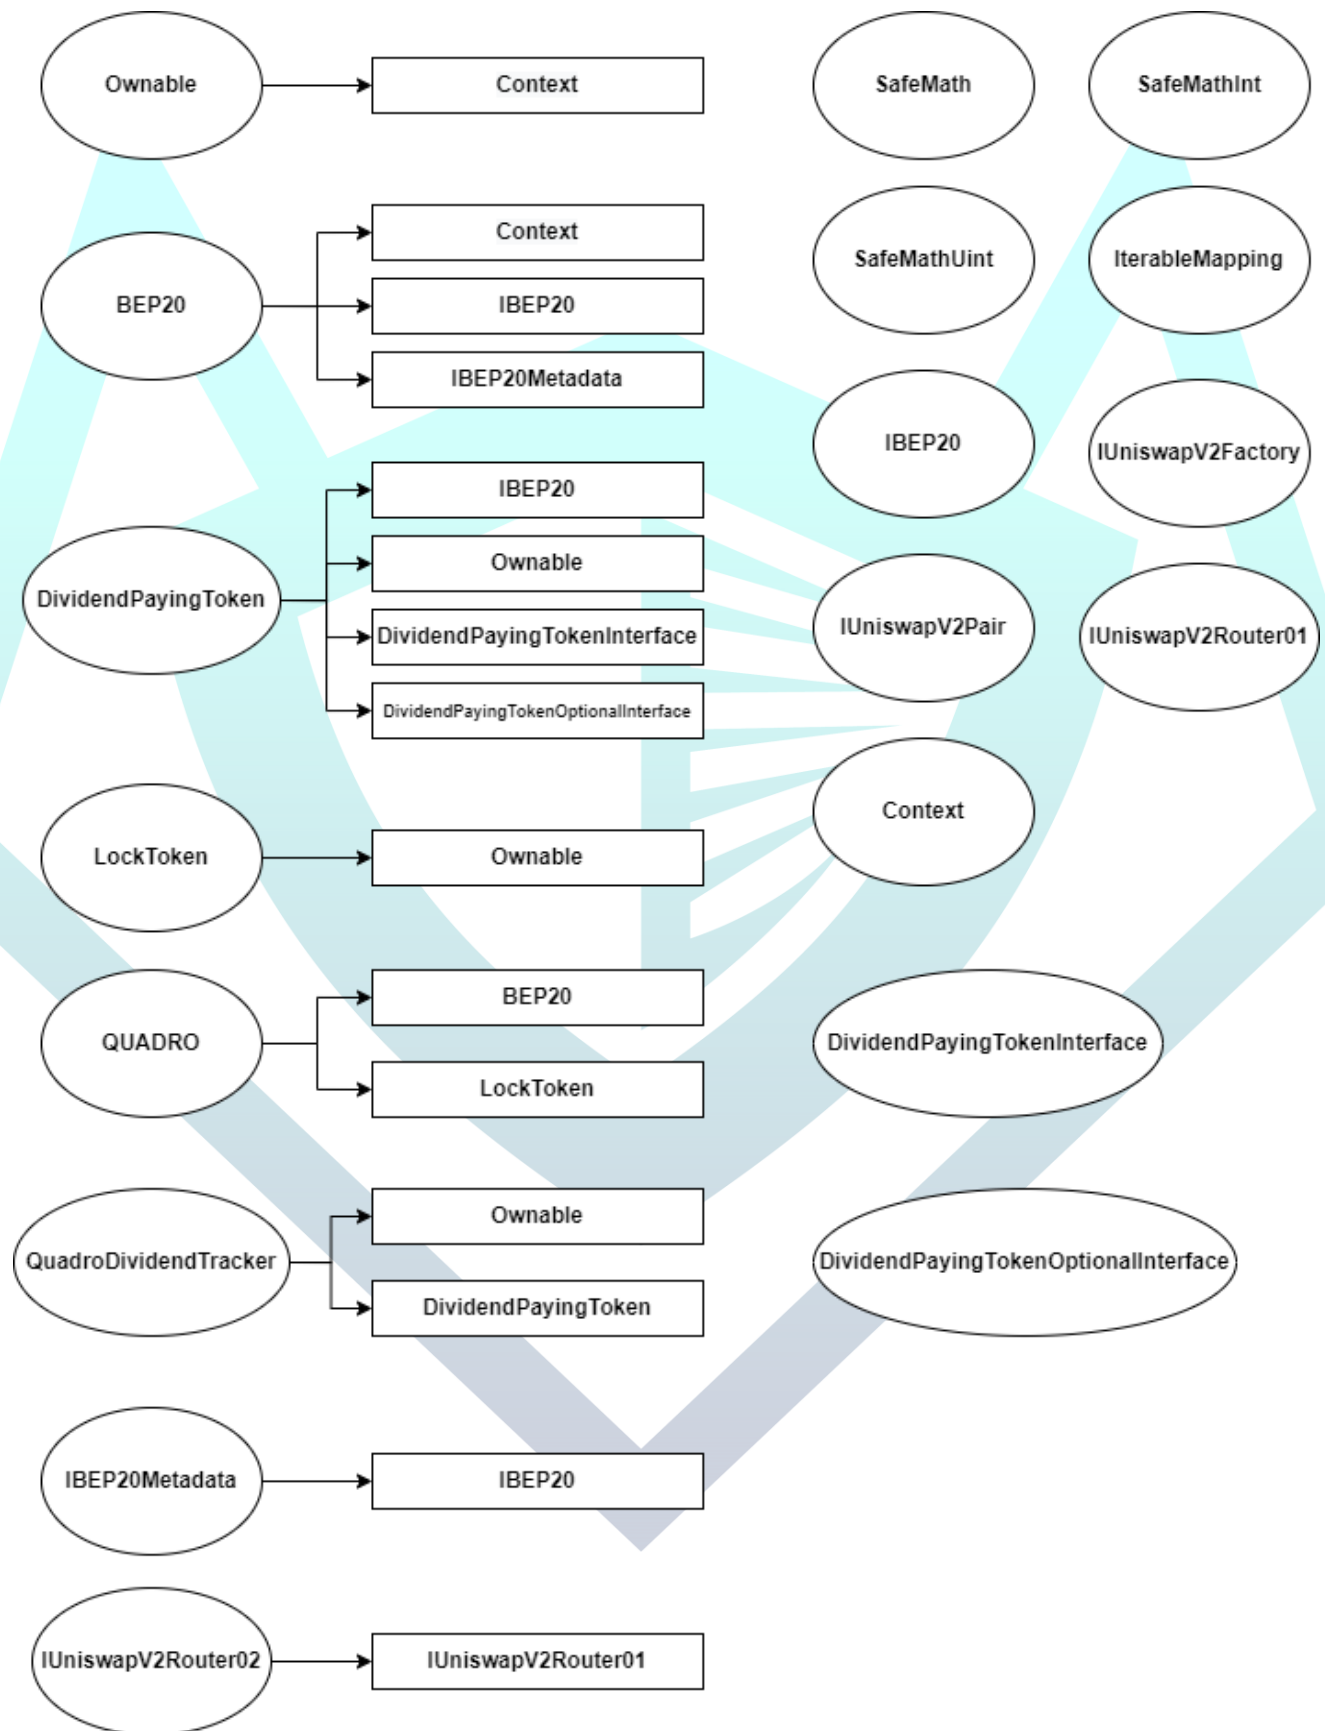 Ownable
Context
BEP20
Context
IBEP20
IBEP20Metadata
DividendPayingToken
IBEP20
Ownable
DividendPayingTokenInterface
DividendPayingTokenOptionalInterface
LockToken
Ownable
QUADRO
BEP20
LockToken
QuadroDividendTracker
Ownable
DividendPayingToken
IBEP20Metadata
IBEP20
IUniswapV2Router02
IUniswapV2Router01
SafeMath
SafeMathInt
SafeMathUint
IterableMapping
IBEP20
IUniswapV2Factory
IUniswapV2Pair
IUniswapV2Router01
Context
DividendPayingTokenInterface
DividendPayingTokenOptionalInterface